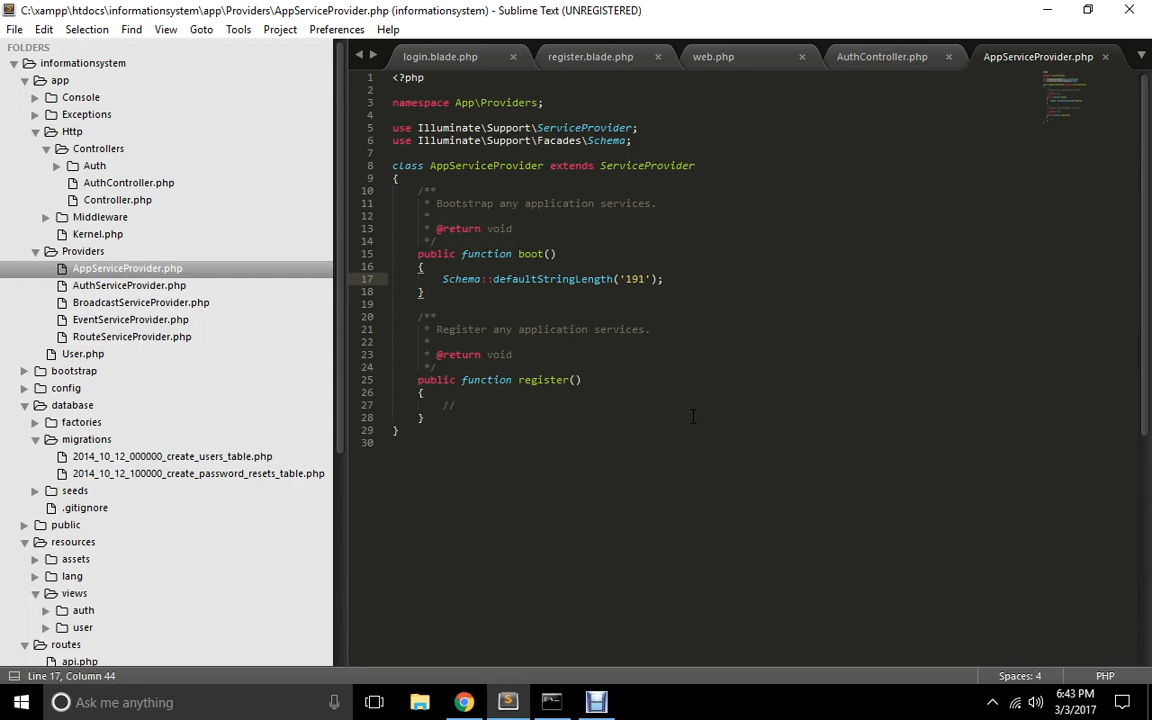 C:\xampp\htdocs\informationsystem\app\Providers\AppServiceProvider.php (informationsystem) - Sublime Text (UNREGISTERED)
File Edit Selection Find View Goto Tools Project Preferences Help
FOLDERS
informationsystem
app
Console
Exceptions
Http
Controllers
Auth
AuthController.php
Controller.php
Middleware
Kernel.php
Providers
AppServiceProvider.php
AuthServiceProvider.php
BroadcastServiceProvider.php
EventServiceProvider.php
RouteServiceProvider.php
User.php
bootstrap
config
database
factories
migrations
2014_10_12_000000_create_users_table.php
2014_10_12_100000_create_password_resets_table.php
seeds
.gitignore
public
resources
assets
lang
views
auth
user
routes
api.php
login.blade.php register.blade.php web.php AuthController.php AppServiceProvider.php
1 <?php
2
3 namespace App\Providers;
4
5 use Illuminate\Support\ServiceProvider;
6 use Illuminate\Support\Facades\Schema;
7
8 class AppServiceProvider extends ServiceProvider
9 {
10 /**
11 * Bootstrap any application services.
12 *
13 * @return void
14 */
15 public function boot()
16 {
17 Schema::defaultStringLength('191');
18 }
19
20 /**
21 * Register any application services.
22 *
23 * @return void
24 */
25 public function register()
26 {
27 //
28 }
29 }
30
Line 17, Column 44 Spaces: 4 PHP
Ask me anything
6:43 PM
3/3/2017